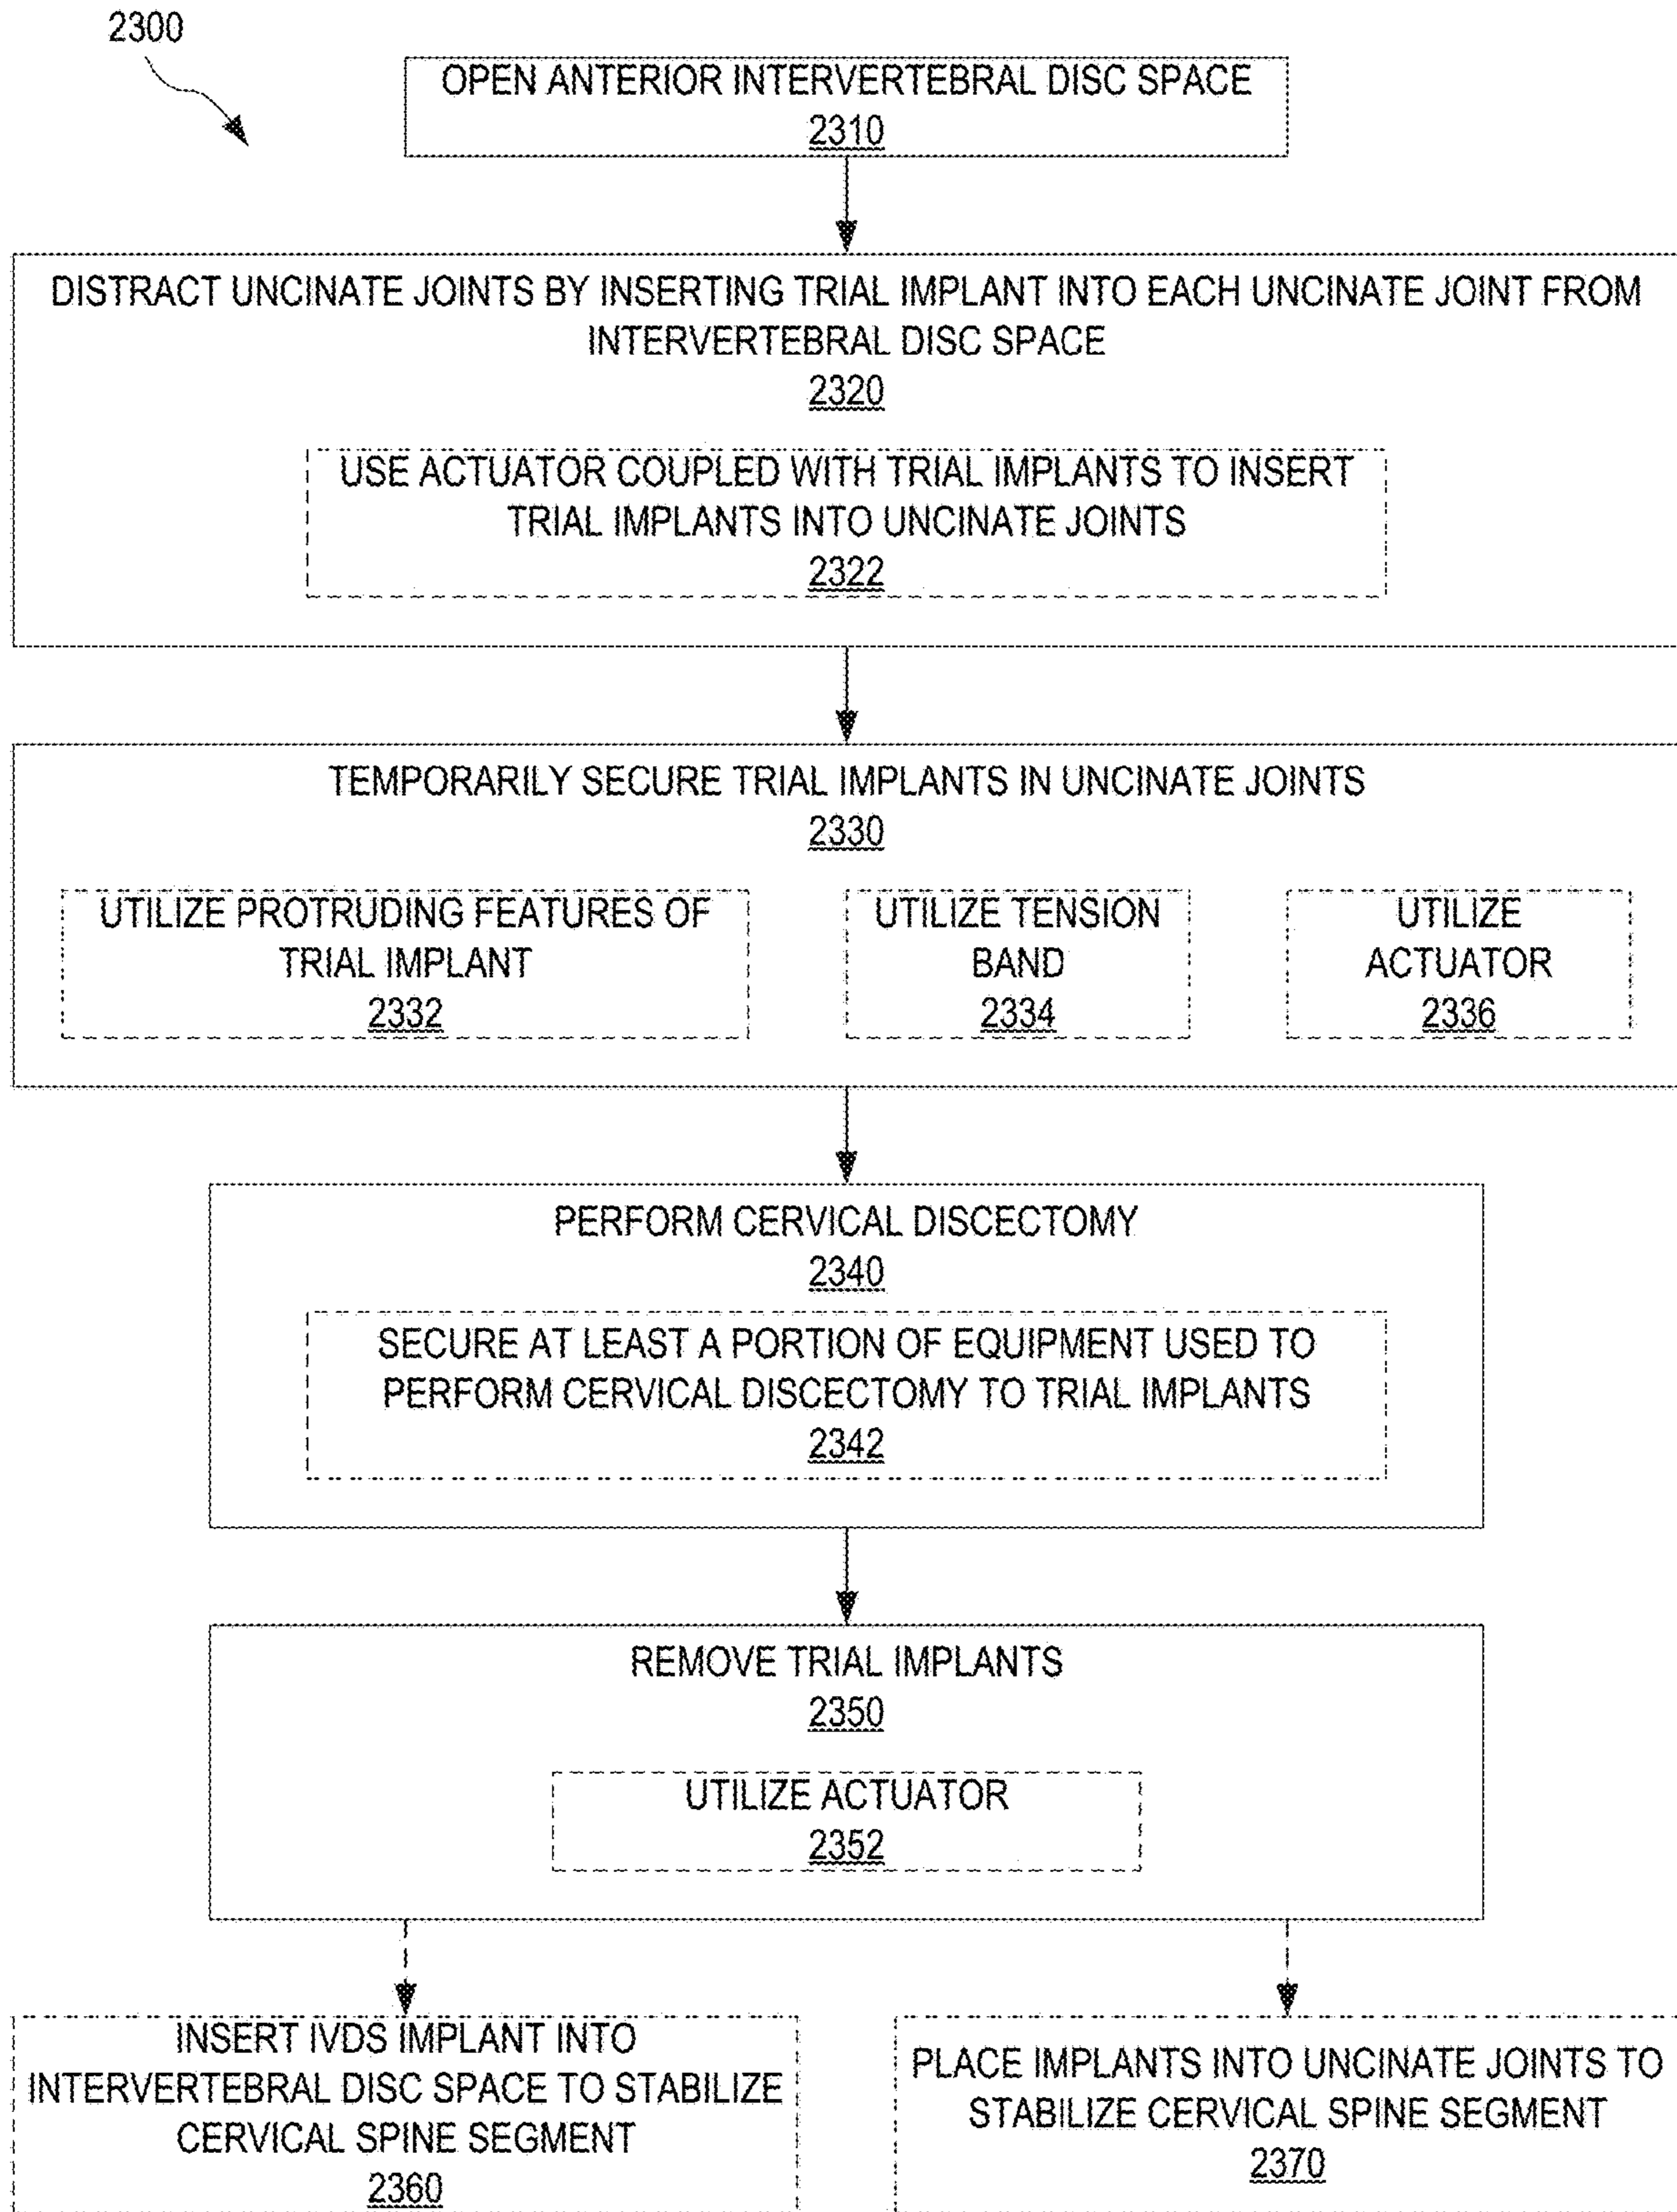 2300
OPEN ANTERIOR INTERVERTEBRAL DISC SPACE
2310
DISTRACT UNCINATE JOINTS BY INSERTING TRIAL IMPLANT INTO EACH UNCINATE JOINT FROM
INTERVERTEBRAL DISC SPACE
2320
USE ACTUATOR COUPLED WITH TRIAL IMPLANTS TO INSERT
TRIAL IMPLANTS INTO UNCINATE JOINTS
2322
TEMPORARILY SECURE TRIAL IMPLANTS IN UNCINATE JOINTS
2330
UTILIZE PROTRUDING FEATURES OF
TRIAL IMPLANT
2332
UTILIZE TENSION
BAND
2334
UTILIZE
ACTUATOR
2336
PERFORM CERVICAL DISCECTOMY
2340
SECURE AT LEAST A PORTION OF EQUIPMENT USED TO
PERFORM CERVICAL DISCECTOMY TO TRIAL IMPLANTS
2342
REMOVE TRIAL IMPLANTS
2350
UTILIZE ACTUATOR
2352
INSERT IVDS IMPLANT INTO
INTERVERTEBRAL DISC SPACE TO STABILIZE
CERVICAL SPINE SEGMENT
2360
PLACE IMPLANTS INTO UNCINATE JOINTS TO
STABILIZE CERVICAL SPINE SEGMENT
2370